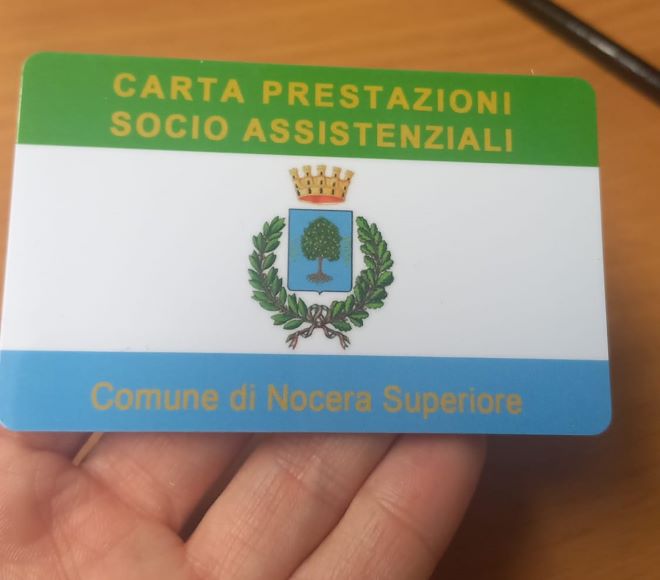 CARTA PRESTAZIONI
SOCIO ASSISTENZIALI
Comune di Nocera Superiore